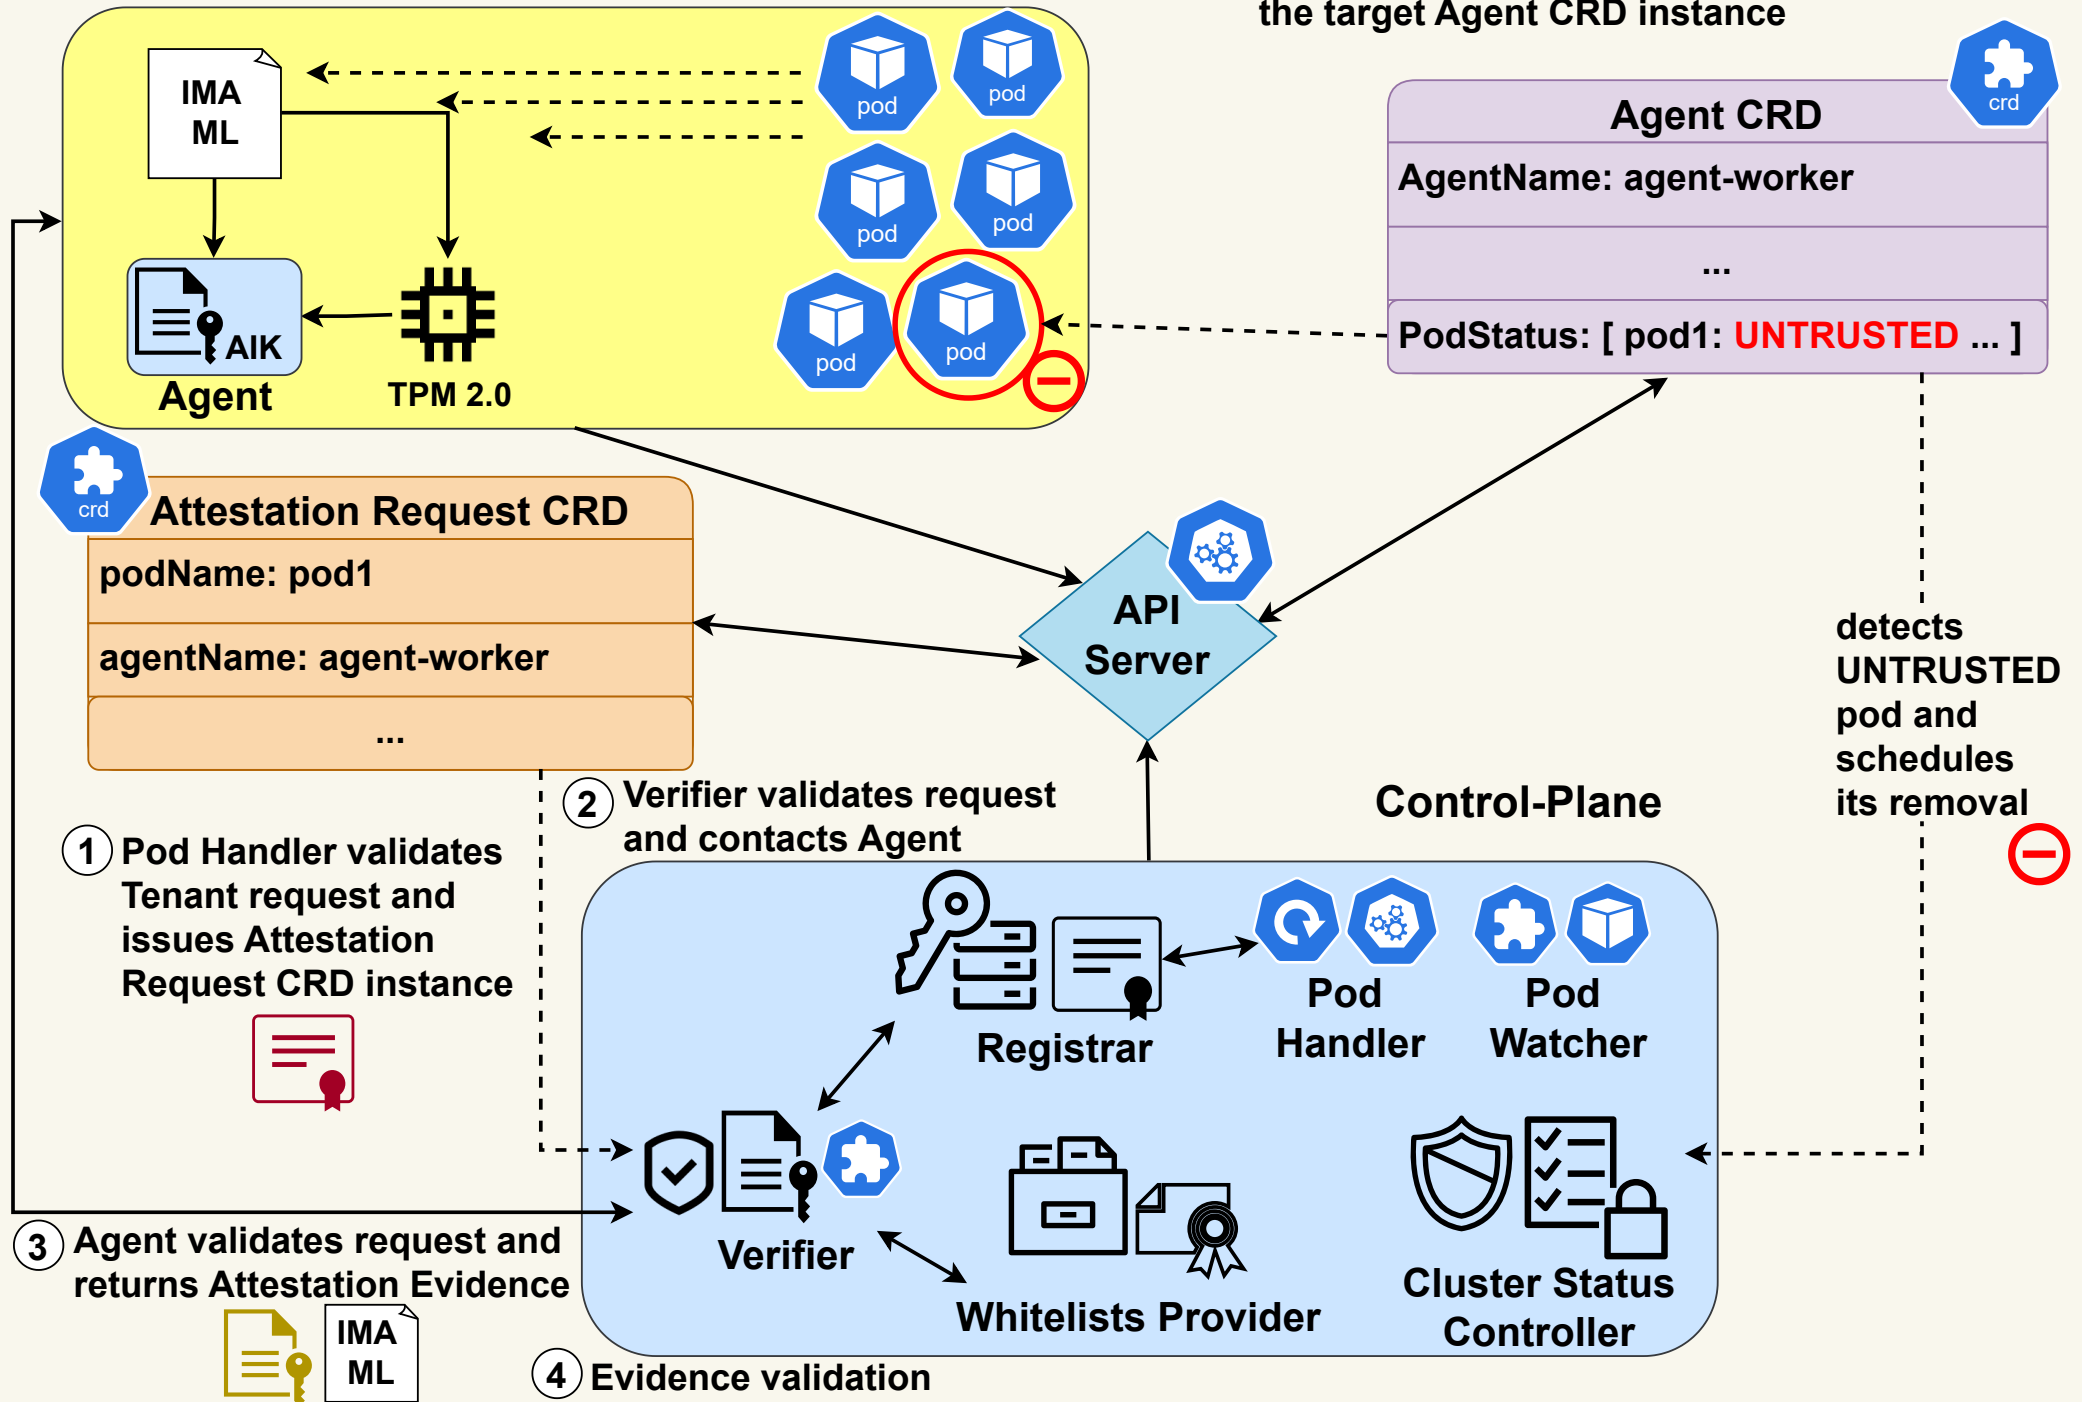 the target Agent CRD instance
IMA
ML
pod
pod
pod
pod
pod
pod
AIK
Agent
TPM 2.0
crd
Agent CRD
AgentName: agent-worker
...
PodStatus: [ pod1: UNTRUSTED ... ]
crd
Attestation Request CRD
podName: pod1
agentName: agent-worker
...
API
Server
detects
UNTRUSTED
pod and
schedules
its removal
2 Verifier validates request
and contacts Agent
Control-Plane
1 Pod Handler validates
Tenant request and
issues Attestation
Request CRD instance
Registrar
Pod
Handler
Pod
Watcher
Verifier
Whitelists Provider
Cluster Status
Controller
3 Agent validates request and
returns Attestation Evidence
IMA
ML
4 Evidence validation